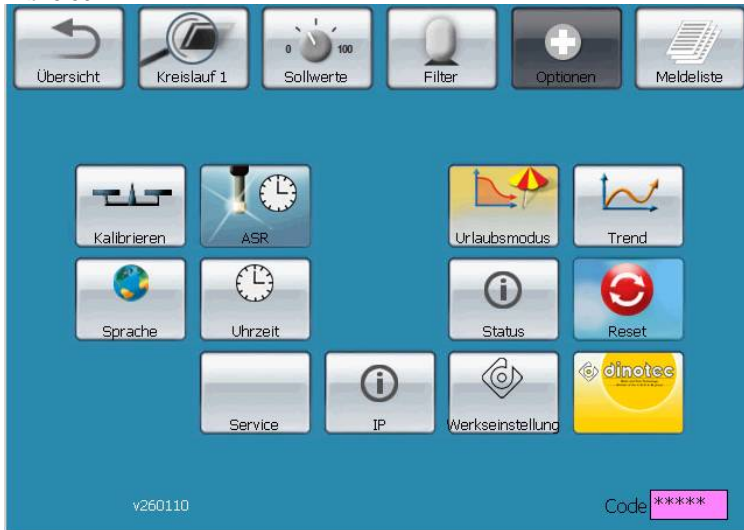 0 100
Übersicht Kreislauf 1 Sollwerte Filter Optionen Meldeliste
Kalibrieren ASR Urlaubsmodus Trend
Sprache Uhrzeit Status Reset
dinotec
Service IP Werkseinstellung
v260110 Code *****